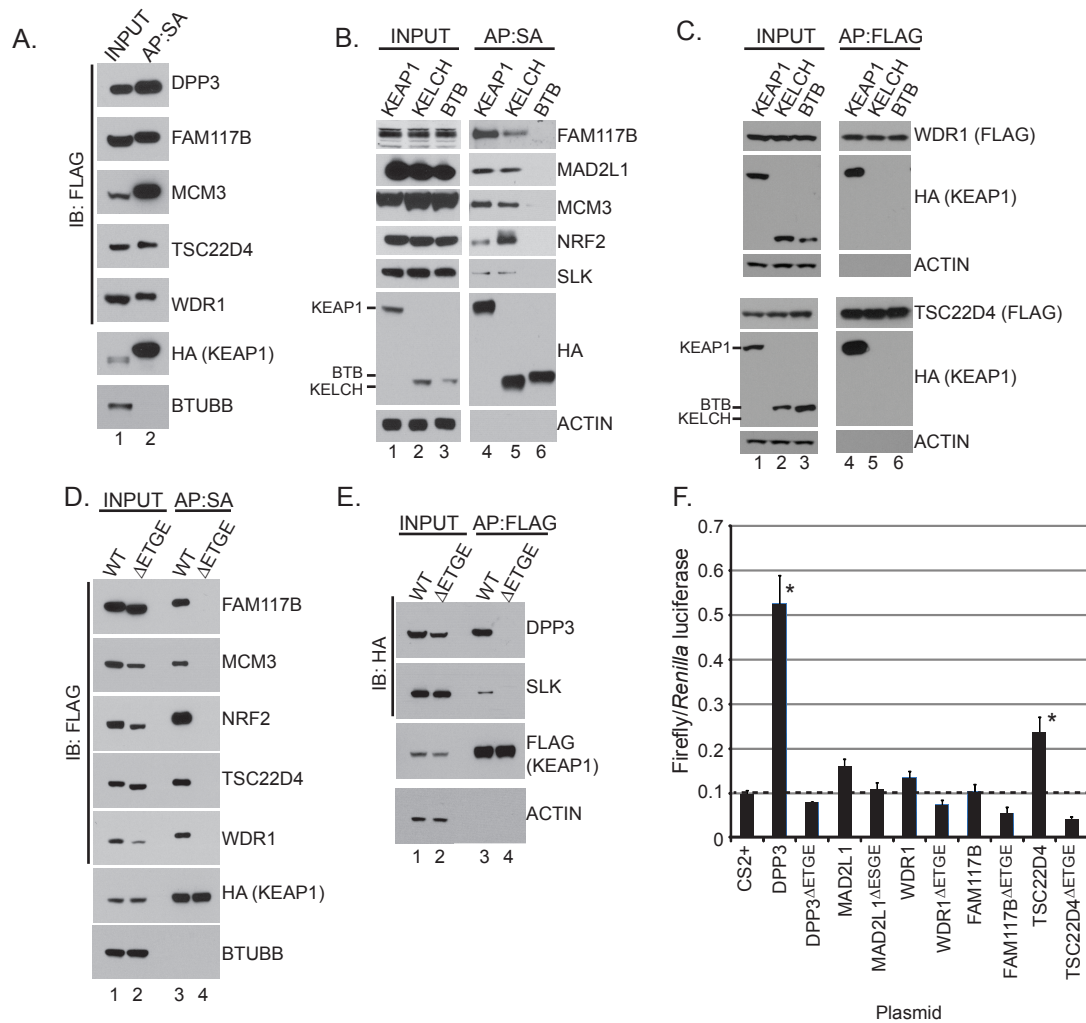 A.
INPUT
AP:SA
IB: FLAG
DPP3
FAM117B
MCM3
TSC22D4
WDR1
HA (KEAP1)
BTUBB
1 2
B.
INPUT AP:SA
KEAP1 KELCH BTB KEAP1 KELCH BTB
FAM117B
MAD2L1
MCM3
NRF2
SLK
KEAP1
HA
BTB
KELCH
ACTIN
1 2 3 4 5 6
C.
INPUT AP:FLAG
KEAP1 KELCH BTB KEAP1 KELCH BTB
WDR1 (FLAG)
HA (KEAP1)
ACTIN
TSC22D4 (FLAG)
KEAP1
HA (KEAP1)
BTB
KELCH
ACTIN
1 2 3 4 5 6
D.
INPUT AP:SA
WT ΔETGE WT ΔETGE
IB: FLAG
FAM117B
MCM3
NRF2
TSC22D4
WDR1
HA (KEAP1)
BTUBB
1 2 3 4
E.
INPUT AP:FLAG
WT ΔETGE WT ΔETGE
IB: HA
DPP3
SLK
FLAG
(KEAP1)
ACTIN
1 2 3 4
F.
Firefly/Renilla luciferase
0.7
0.6
0.5
0.4
0.3
0.2
0.1
0
*
*
CS2+
DPP3
DPP3ΔETGE
MAD2L1
MAD2L1ΔESGE
WDR1
WDR1ΔETGE
FAM117B
FAM117BΔETGE
TSC22D4
TSC22D4ΔETGE
Plasmid